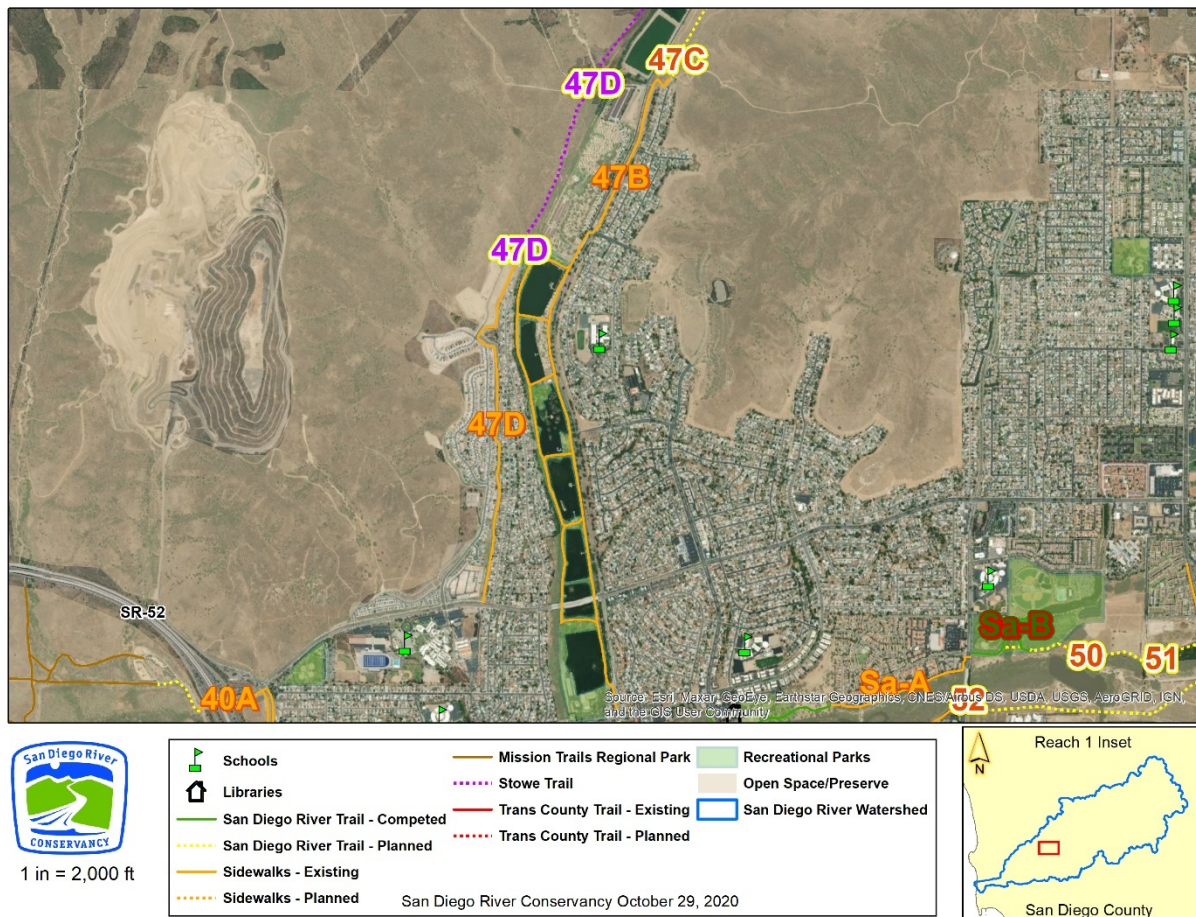 47C
47D
47B
47D
47D
SR-52
40A
Sa-B
50
51
Sa-A
52
Source: Esri, Maxar, GeoEye, Earthstar Geographics, CNES/Airbus DS, USDA, USGS, AeroGRID, IGN,
and the GIS User Community
San Diego River
CONSERVANCY
1 in = 2,000 ft
Schools
Libraries
San Diego River Trail - Competed
San Diego River Trail - Planned
Sidewalks - Existing
Sidewalks - Planned
Mission Trails Regional Park
Stowe Trail
Trans County Trail - Existing
Trans County Trail - Planned
Recreational Parks
Open Space/Preserve
San Diego River Watershed
San Diego River Conservancy October 29, 2020
Reach 1 Inset
N
San Diego County